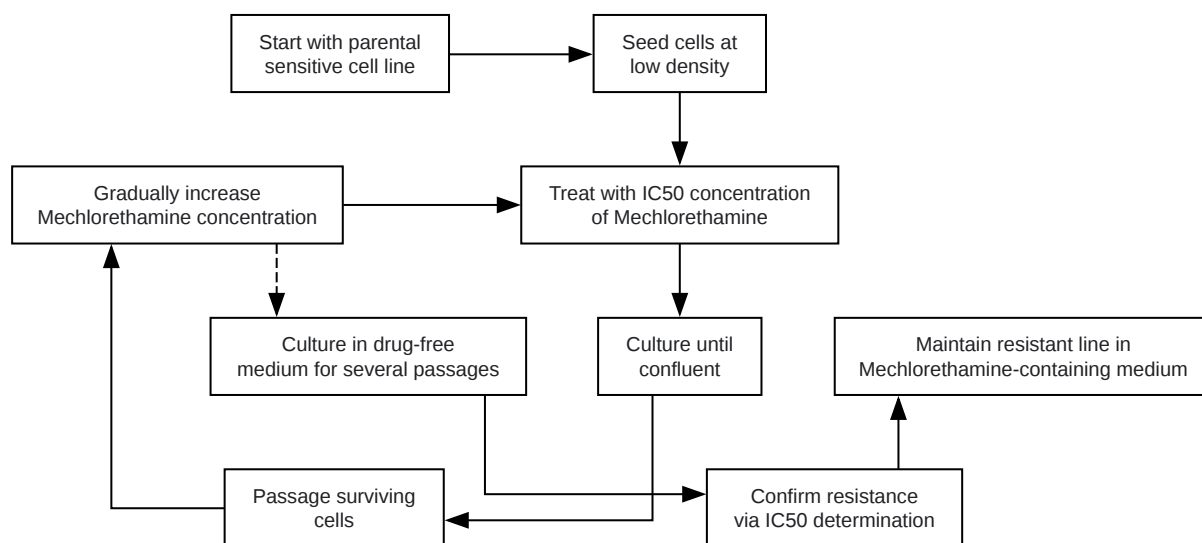 Start with parental
sensitive cell line
Seed cells at
low density
Gradually increase
Mechlorethamine concentration
Treat with IC50 concentration
of Mechlorethamine
Culture in drug-free
medium for several passages
Culture until
confluent
Maintain resistant line in
Mechlorethamine-containing medium
Passage surviving
cells
Confirm resistance
via IC50 determination